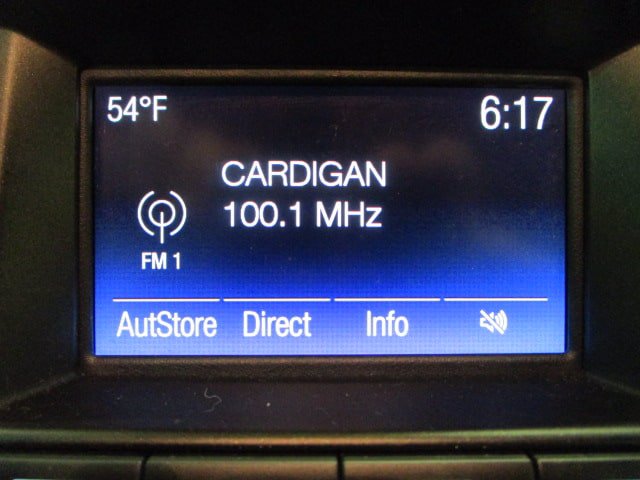 54°F 6:17
CARDIGAN
100.1 MHz
FM 1
AutStore Direct Info